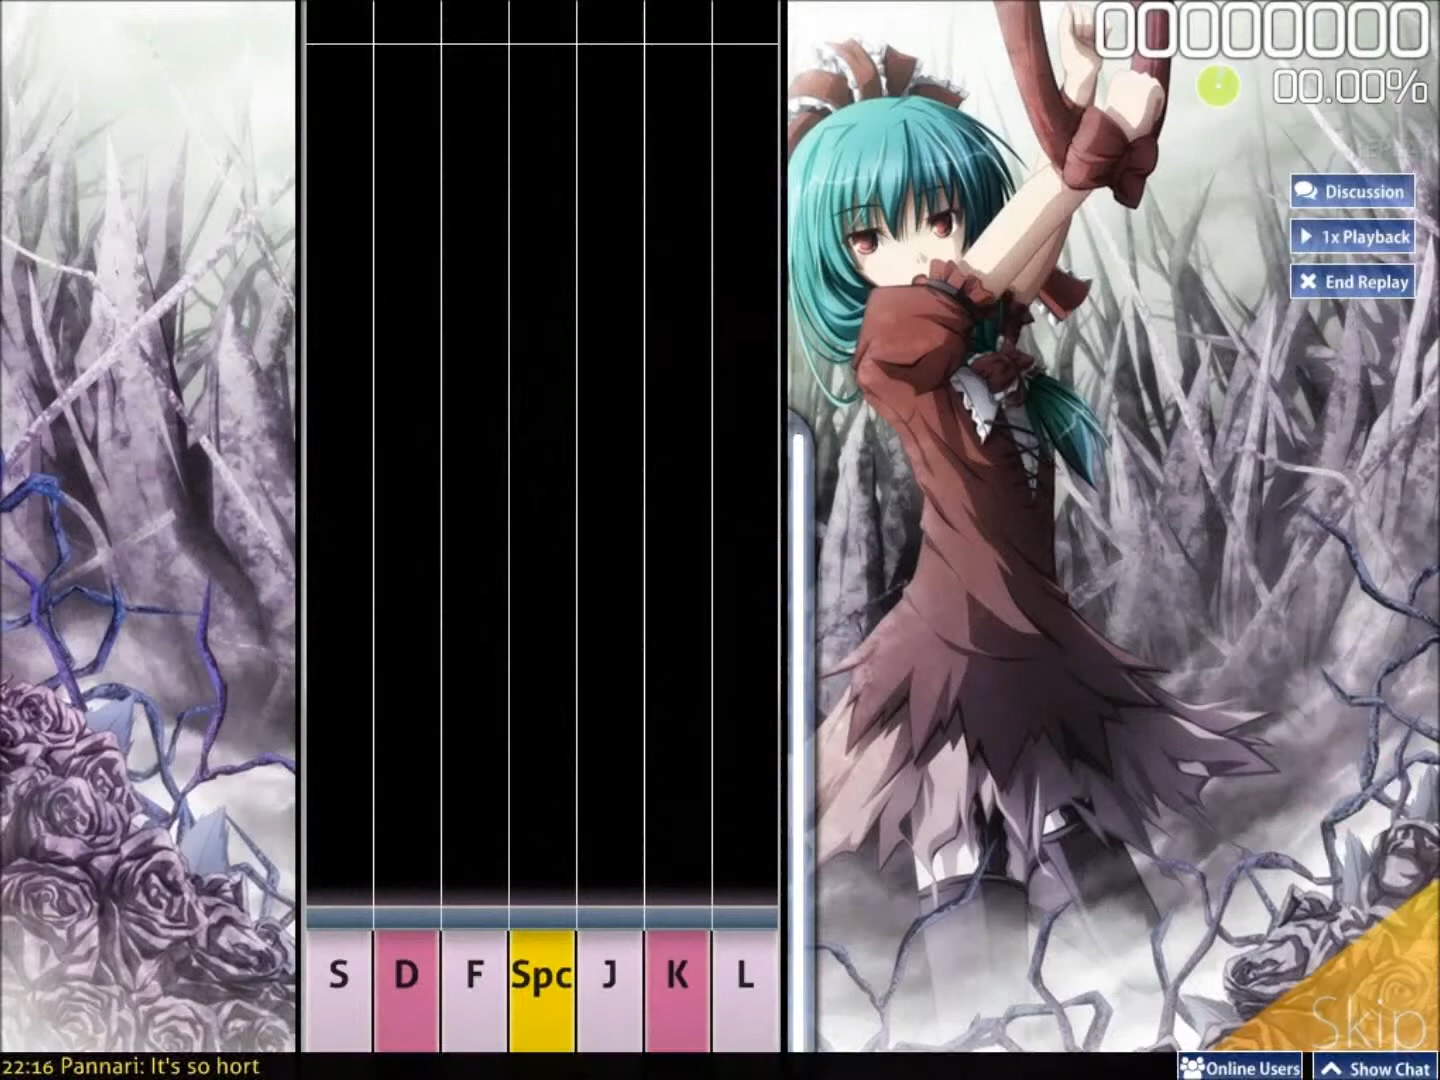 00000000
00.00%
Discussion
1x Playback
End Replay
S D F Spc J K L
Skip
22:16 Pannari: It's so hort
Online Users
Show Chat